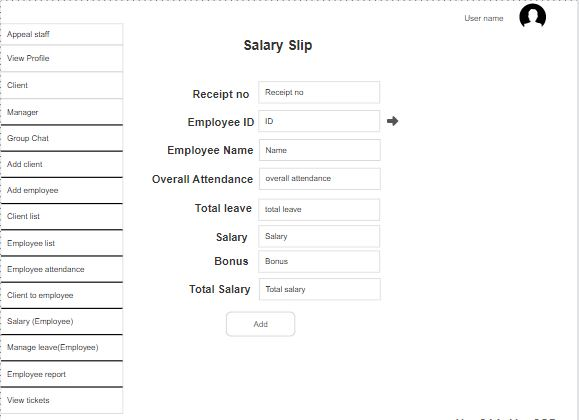 User name
Appeal staff
View Profile
Client
Manager
Group Chat
Add client
Add employee
Client list
Employee list
Employee attendance
Client to employee
Salary (Employee)
Manage leave(Employee)
Employee report
View tickets
Salary Slip
Receipt no Receipt no
Employee ID ID
Employee Name Name
Overall Attendance overall attendance
Total leave total leave
Salary Salary
Bonus Bonus
Total Salary Total salary
Add